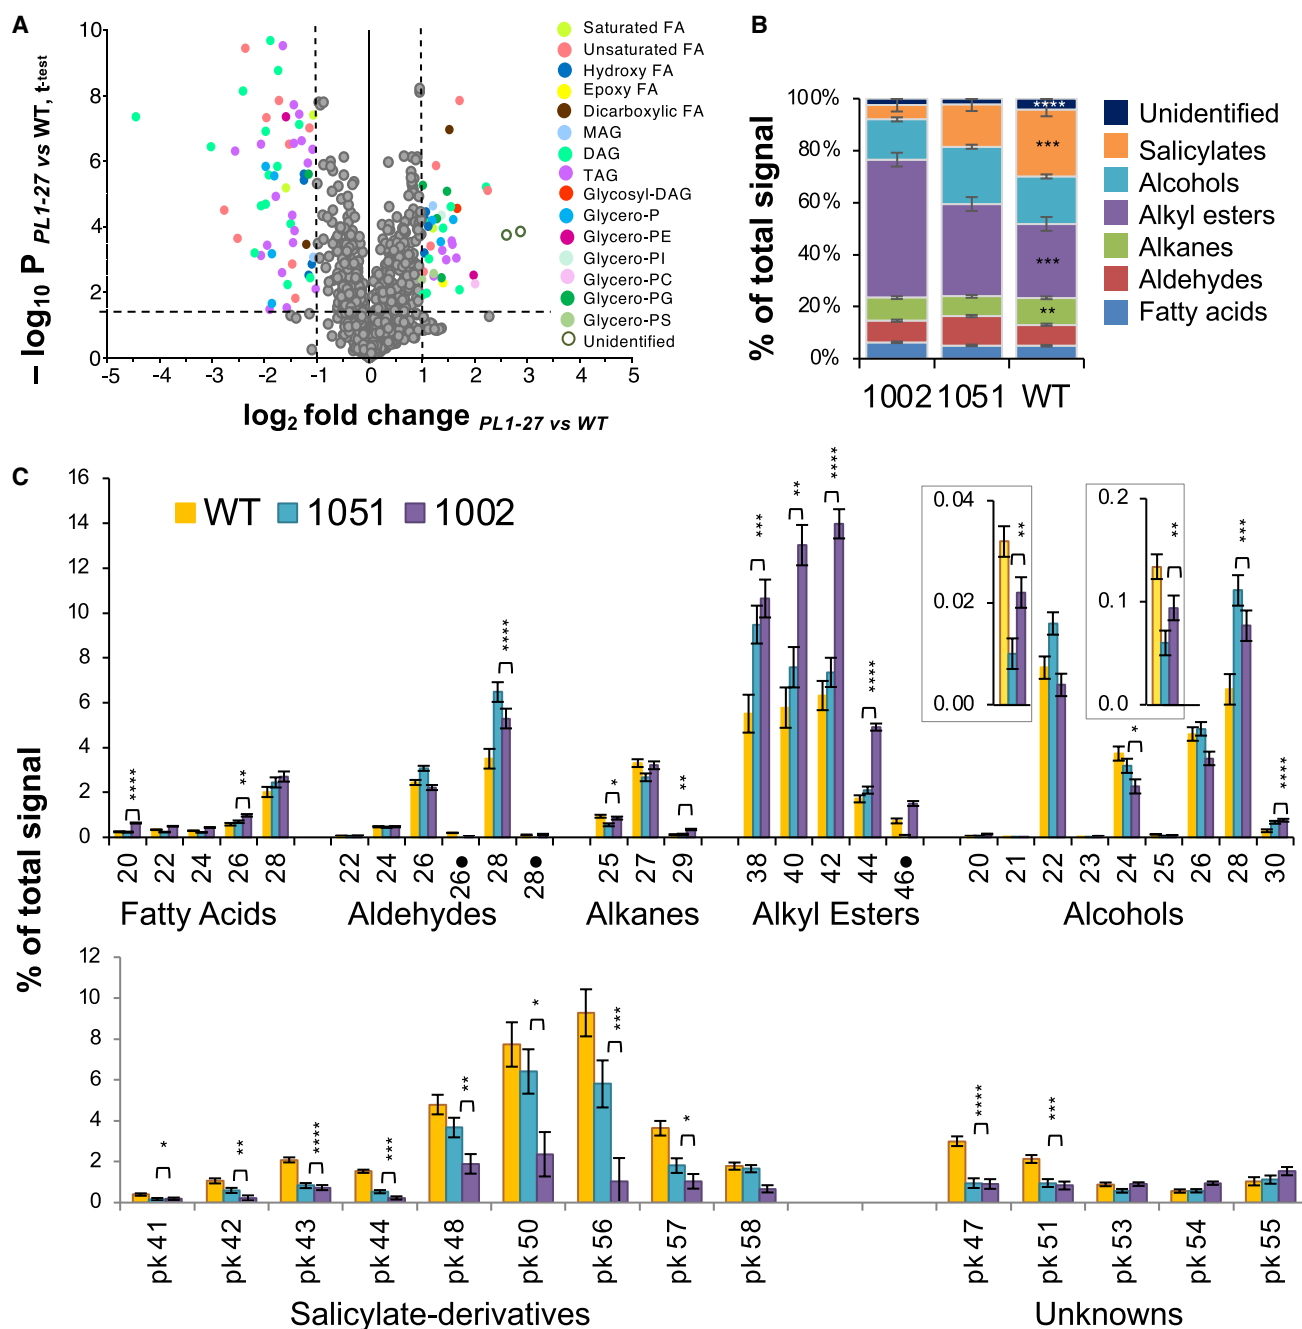 A
− log10 P PL1-27 vs WT, t-test
10
8
6
4
2
0
-5 -4 -3 -2 -1 0 1 2 3 4 5
log2 fold change PL1-27 vs WT
Saturated FA
Unsaturated FA
Hydroxy FA
Epoxy FA
Dicarboxylic FA
MAG
DAG
TAG
Glycosyl-DAG
Glycero-P
Glycero-PE
Glycero-PI
Glycero-PC
Glycero-PG
Glycero-PS
Unidentified
B
% of total signal
100%
80%
60%
40%
20%
0%
****
***
***
**
1002 1051 WT
Unidentified
Salicylates
Alcohols
Alkyl esters
Alkanes
Aldehydes
Fatty acids
C
% of total signal
16
14
12
10
8
6
4
2
0
WT 1051 1002
**** ** **** * ** *** ** **** **** * *** ****
0.04
0.02
0.00
**
0.2
0.1
0.0
**
20 22 24 26 28
Fatty Acids
22 24 26 26● 28 28●
Aldehydes
25 27 29
Alkanes
38 40 42 44 46●
Alkyl Esters
20 21 22 23 24 25 26 28 30
Alcohols
12
10
8
6
4
2
0
* ** **** *** ** * *** * **** ***
pk 41 pk 42 pk 43 pk 44 pk 48 pk 50 pk 56 pk 57 pk 58
Salicylate-derivatives
pk 47 pk 51 pk 53 pk 54 pk 55
Unknowns